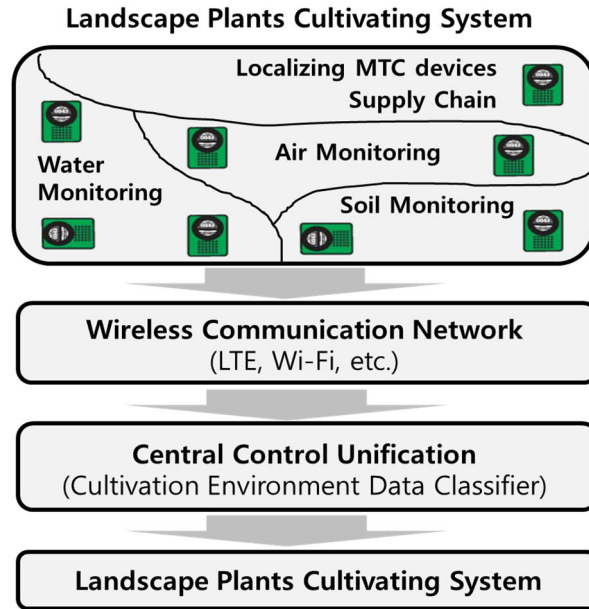 Landscape Plants Cultivating System
Localizing MTC devices
Supply Chain
Air Monitoring
Water
Monitoring
Soil Monitoring
Wireless Communication Network
(LTE, Wi-Fi, etc.)
Central Control Unification
(Cultivation Environment Data Classifier)
Landscape Plants Cultivating System